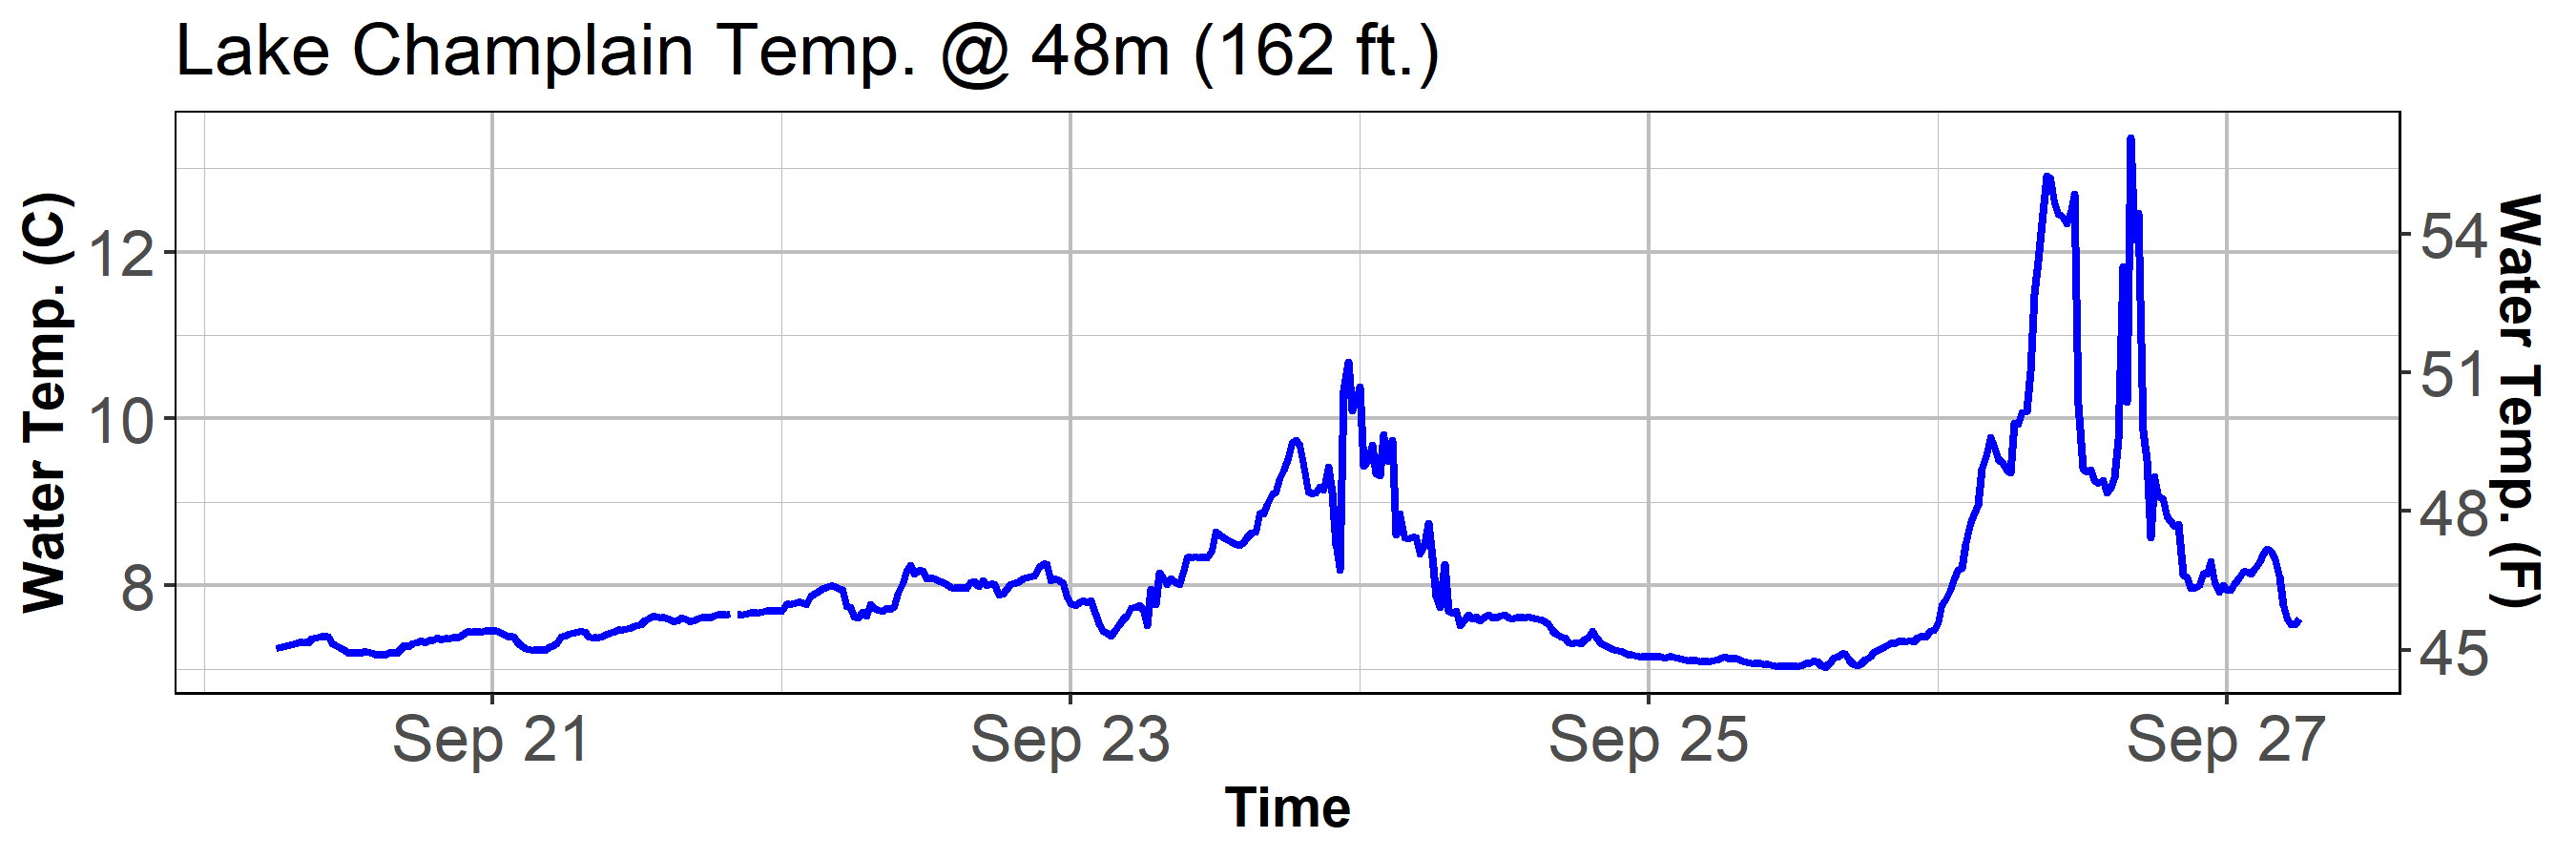 Lake Champlain Temp. @ 48m (162 ft.)
Water Temp. (C)
12
10
8
54
51
48
45
Water Temp. (F)
Sep 21
Sep 23
Sep 25
Sep 27
Time